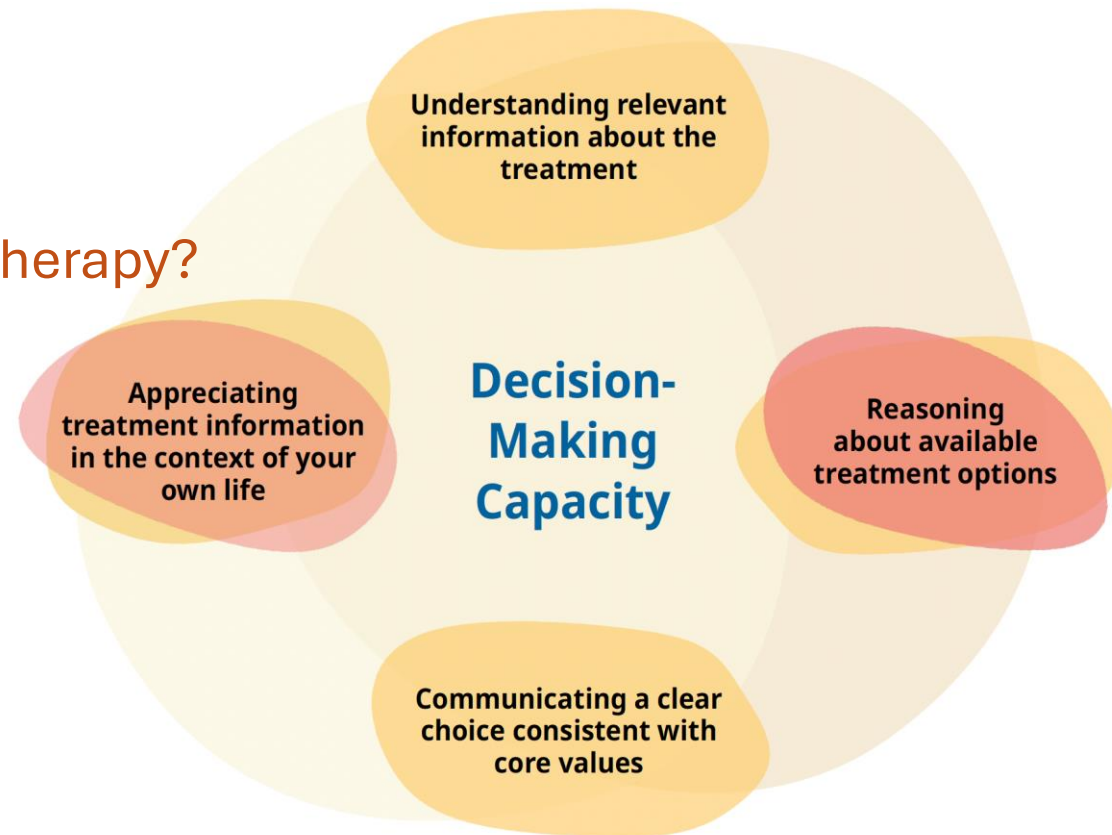 Understanding relevant
information about the
treatment
herapy?
Appreciating
treatment information
in the context of your
own life
Decision-
Making
Capacity
Reasoning
about available
treatment options
Communicating a clear
choice consistent with
core values